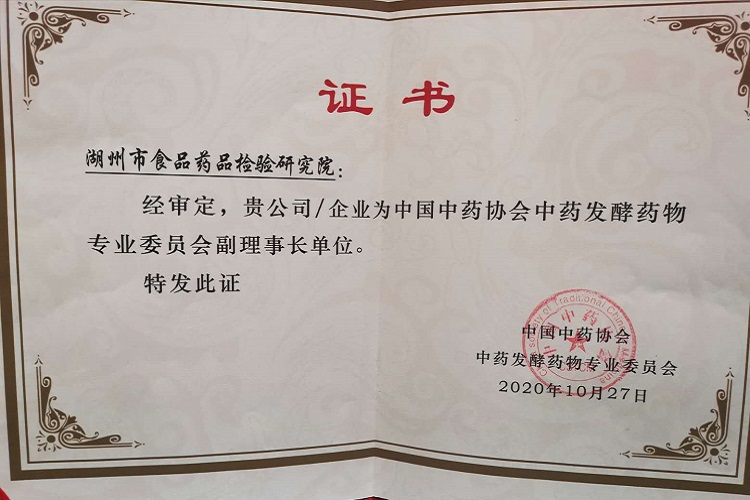 证书
湖州市食品药品检验研究院:
经审定，贵公司/企业为中国中药协会中药发酵药物
专业委员会副理事长单位。
特发此证
中国中药协会
中药发酵药物专业委员会
2020年10月27日